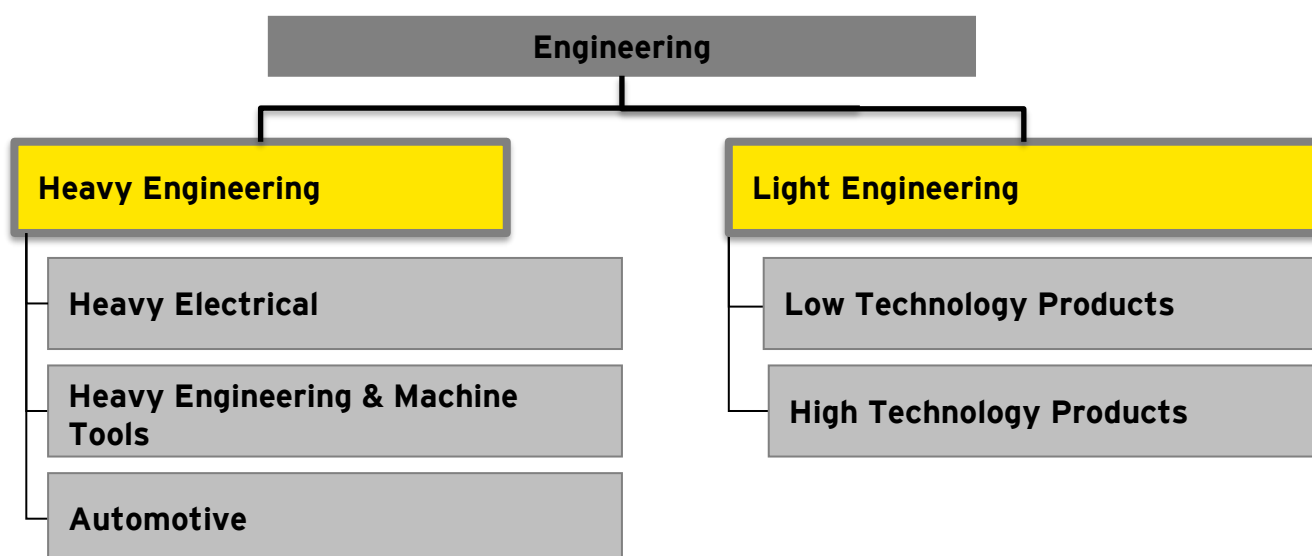 Engineering
Heavy Engineering
Light Engineering
Heavy Electrical
Low Technology Products
Heavy Engineering & Machine
Tools
High Technology Products
Automotive